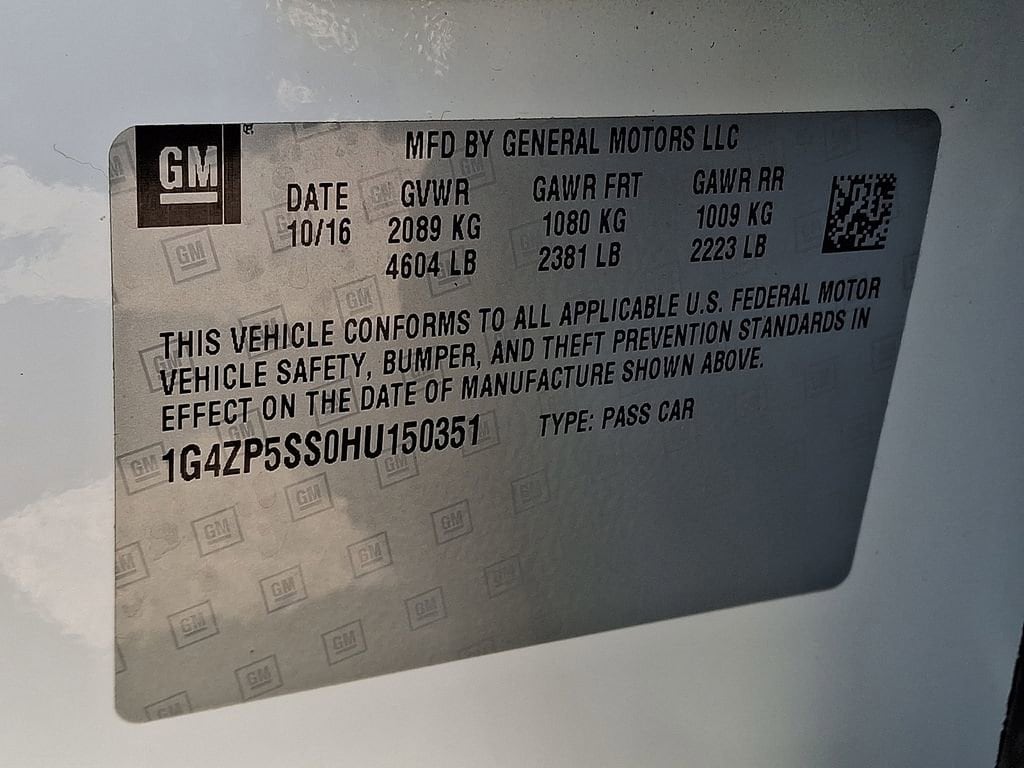 GM
MFD BY GENERAL MOTORS LLC
DATE GVWR GAWR FRT GAWR RR
10/16 2089 KG 1080 KG 1009 KG
4604 LB 2381 LB 2223 LB
THIS VEHICLE CONFORMS TO ALL APPLICABLE U.S. FEDERAL MOTOR
VEHICLE SAFETY, BUMPER, AND THEFT PREVENTION STANDARDS IN
EFFECT ON THE DATE OF MANUFACTURE SHOWN ABOVE.
1G4ZP5SS0HU150351 TYPE: PASS CAR